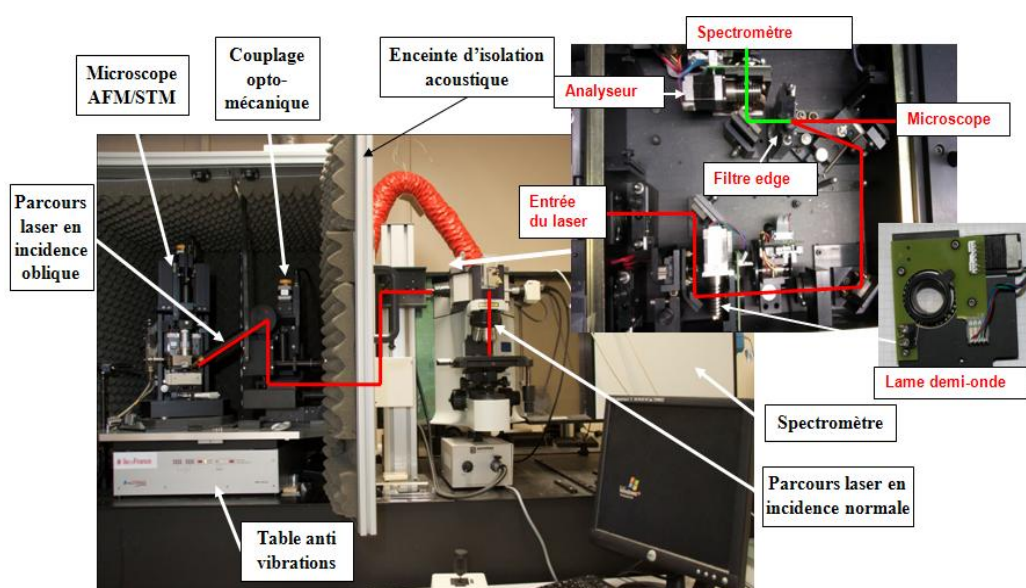 Spectromètre
Couplage
opto-
mécanique
Enceinte d'isolation
acoustique
Microscope
AFM/STM
Analyseur
Microscope
Filtre edge
Parcours
laser en
incidence
oblique
Entrée
du laser
Lame demi-onde
Spectromètre
Parcours laser en
incidence normale
Table anti
vibrations